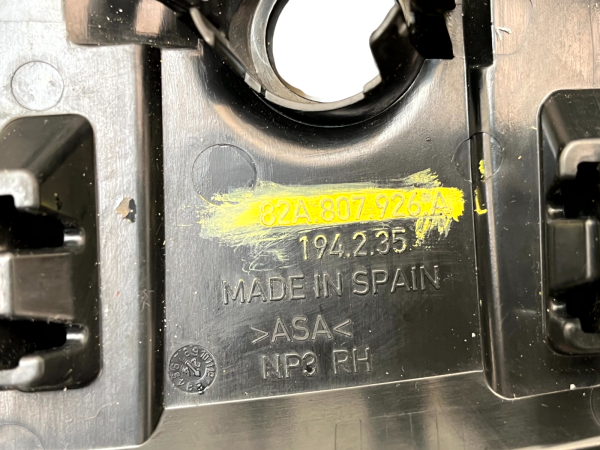 82A 807 926 A
194.2.35
MADE IN SPAIN
>ASA<
NP3 RH